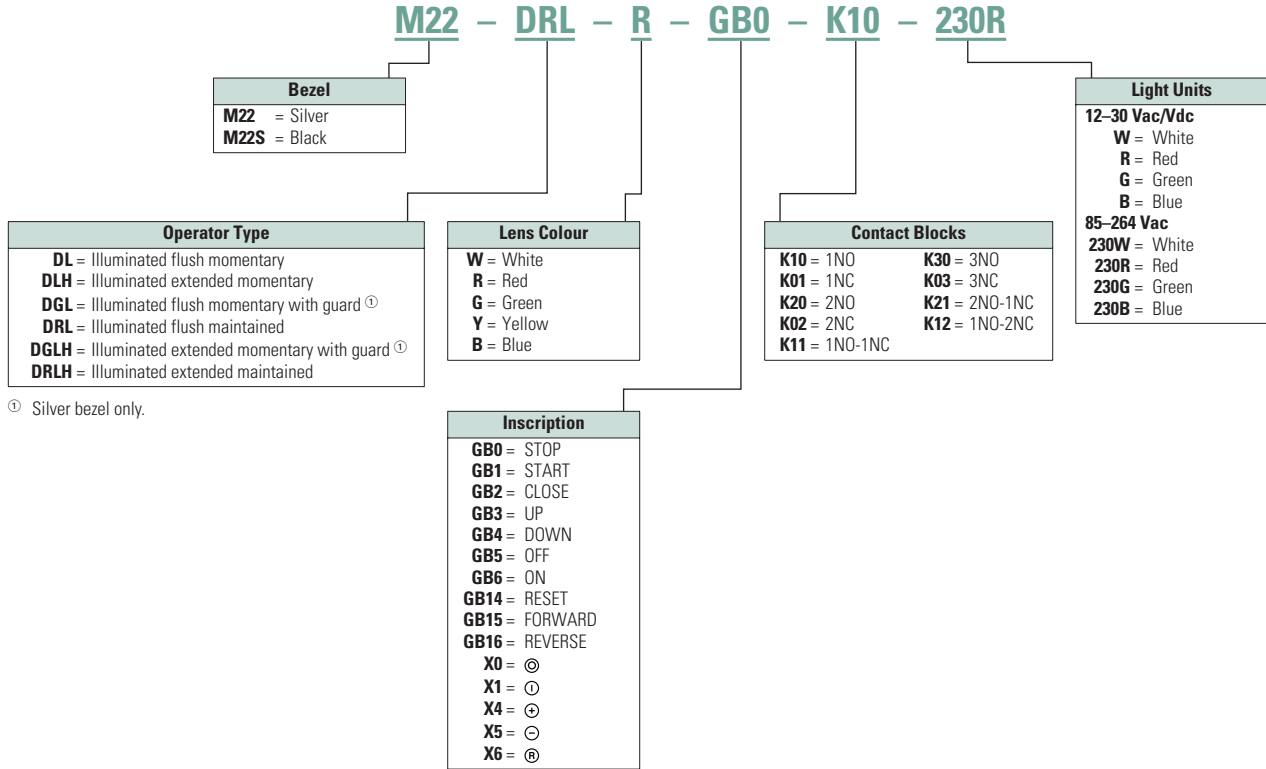 M22 – DRL – R – GB0 – K10 – 230R
Bezel
M22 = Silver
M22S = Black
Light Units
12–30 Vac/Vdc
W = White
R = Red
G = Green
B = Blue
85–264 Vac
230W = White
230R = Red
230G = Green
230B = Blue
Operator Type
DL = Illuminated flush momentary
DLH = Illuminated extended momentary
DGL = Illuminated flush momentary with guard ①
DRL = Illuminated flush maintained
DGLH = Illuminated extended momentary with guard ①
DRLH = Illuminated extended maintained
① Silver bezel only.
Lens Colour
W = White
R = Red
G = Green
Y = Yellow
B = Blue
Contact Blocks
K10 = 1NO K30 = 3NO
K01 = 1NC K03 = 3NC
K20 = 2NO K21 = 2NO-1NC
K02 = 2NC K12 = 1NO-2NC
K11 = 1NO-1NC
Inscription
GB0 = STOP
GB1 = START
GB2 = CLOSE
GB3 = UP
GB4 = DOWN
GB5 = OFF
GB6 = ON
GB14 = RESET
GB15 = FORWARD
GB16 = REVERSE
X0 = ⌾
X1 = ⏼
X4 = ⊕
X5 = ⊖
X6 = ®